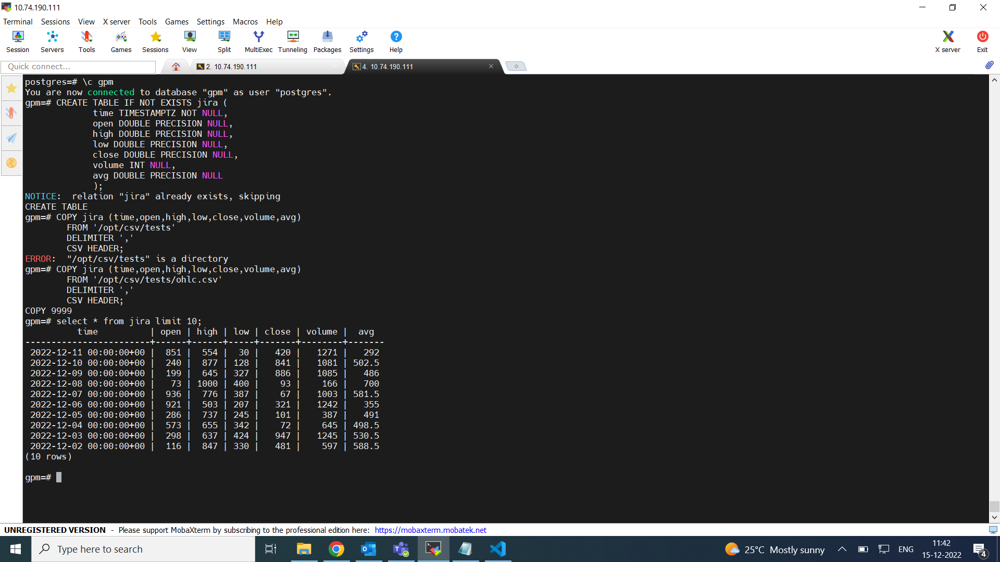 10.74.190.111
Terminal Sessions View X server Tools Games Settings Macros Help
Session Servers Tools Games Sessions View Split MultiExec Tunneling Packages Settings Help X server Exit
Quick connect... 2. 10.74.190.111 4. 10.74.190.111
postgres=# \c gpm
You are now connected to database "gpm" as user "postgres".
gpm=# CREATE TABLE IF NOT EXISTS jira (
time TIMESTAMPTZ NOT NULL,
open DOUBLE PRECISION NULL,
high DOUBLE PRECISION NULL,
low DOUBLE PRECISION NULL,
close DOUBLE PRECISION NULL,
volume INT NULL,
avg DOUBLE PRECISION NULL
);
NOTICE:  relation "jira" already exists, skipping
CREATE TABLE
gpm=# COPY jira (time,open,high,low,close,volume,avg)
FROM '/opt/csv/tests'
DELIMITER ','
CSV HEADER;
ERROR:  "/opt/csv/tests" is a directory
gpm=# COPY jira (time,open,high,low,close,volume,avg)
FROM '/opt/csv/tests/ohlc.csv'
DELIMITER ','
CSV HEADER;
COPY 9999
gpm=# select * from jira limit 10;
time | open | high | low | close | volume | avg
------------------------+------+------+-----+-------+--------+-------
2022-12-11 00:00:00+00 | 851 | 554 | 30 | 420 | 1271 | 292
2022-12-10 00:00:00+00 | 240 | 877 | 128 | 841 | 1081 | 502.5
2022-12-09 00:00:00+00 | 199 | 645 | 327 | 886 | 1085 | 486
2022-12-08 00:00:00+00 | 73 | 1000 | 400 | 93 | 166 | 700
2022-12-07 00:00:00+00 | 936 | 776 | 387 | 67 | 1003 | 581.5
2022-12-06 00:00:00+00 | 921 | 503 | 207 | 321 | 1242 | 355
2022-12-05 00:00:00+00 | 286 | 737 | 245 | 101 | 387 | 491
2022-12-04 00:00:00+00 | 573 | 655 | 342 | 72 | 645 | 498.5
2022-12-03 00:00:00+00 | 298 | 637 | 424 | 947 | 1245 | 530.5
2022-12-02 00:00:00+00 | 116 | 847 | 330 | 481 | 597 | 588.5
(10 rows)
gpm=#
UNREGISTERED VERSION - Please support MobaXterm by subscribing to the professional edition here: https://mobaxterm.mobatek.net
Type here to search 25°C Mostly sunny ENG 11:42
15-12-2022 4